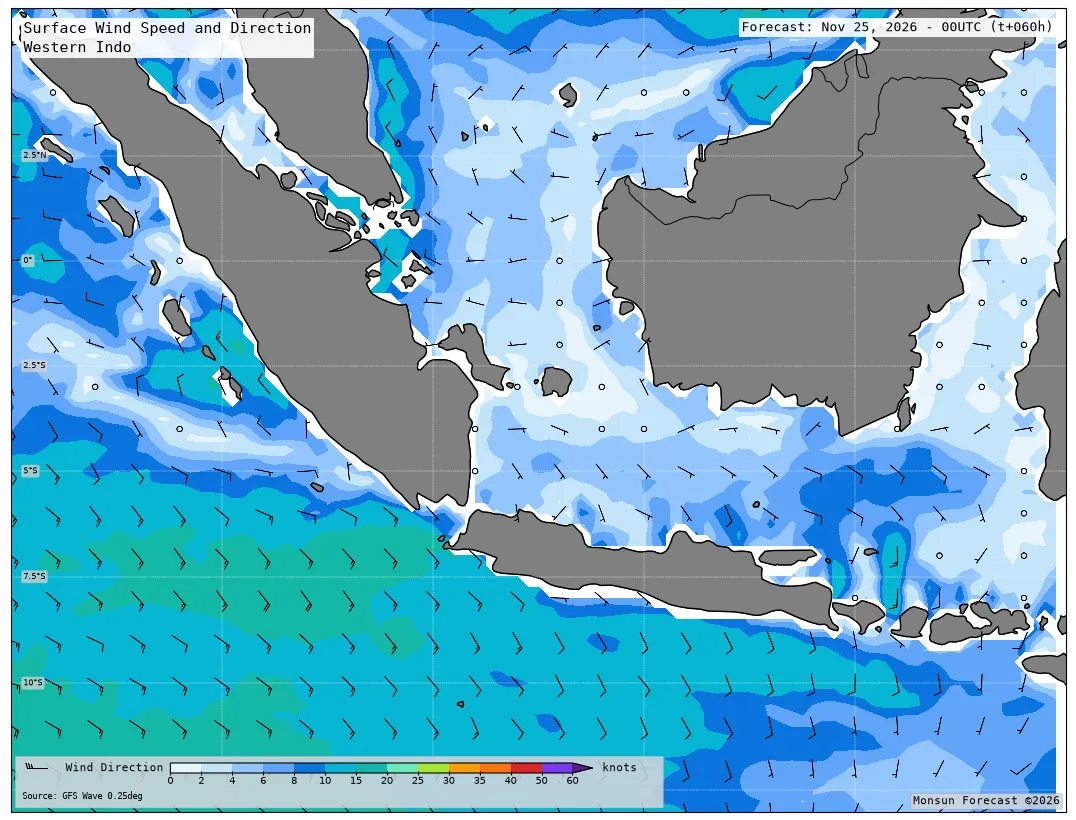 Surface Wind Speed and Direction
Western Indo
Forecast: Nov 25, 2026 - 00UTC (t+060h)
2.5°N
0°
2.5°S
5°S
7.5°S
10°S
Wind Direction
0 2 4 6 8 10 15 20 25 30 35 40 50 60
knots
Source: GFS Wave 0.25deg
Monsun Forecast ©2026